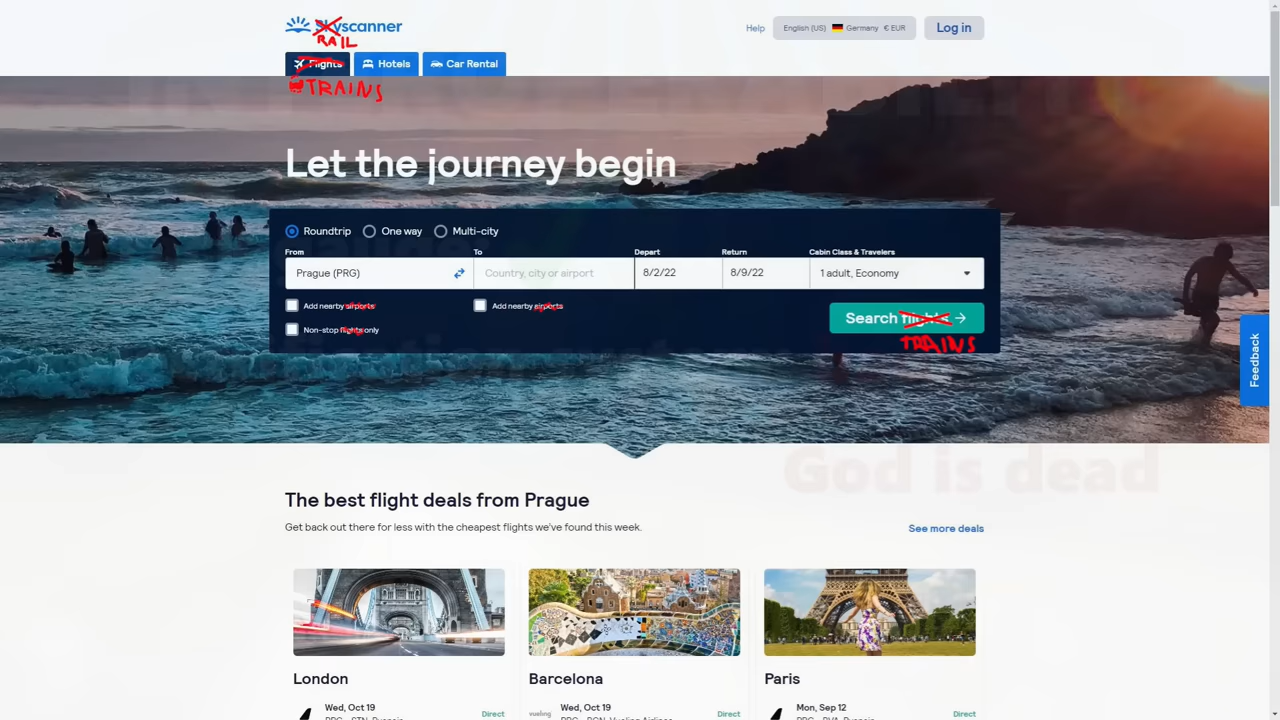 Skyscanner
RAIL
Help
English (US) Germany € EUR
Log in
Flights
Hotels
Car Rental
TRAINS
Let the journey begin
Roundtrip
One way
Multi-city
From
To
Depart
Return
Cabin Class & Travelers
Prague (PRG)
Country, city or airport
8/2/22
8/9/22
1 adult, Economy
Add nearby airports
Add nearby airports
Search flights
Non-stop flights only
TRAINS
Feedback
God is dead
The best flight deals from Prague
Get back out there for less with the cheapest flights we've found this week.
See more deals
London
Barcelona
Paris
Wed, Oct 19
Direct
vueling
Wed, Oct 19
Direct
Mon, Sep 12
Direct